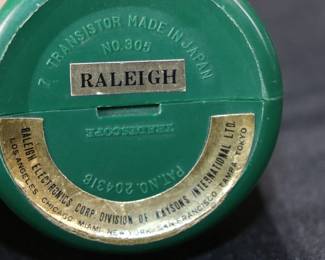 7 TRANSISTOR MADE IN JAPAN
NO.305
RALEIGH
PAT.NO.204318
RALEIGH ELECTRONICS CORP. DIVISION OF KAYSONS INTERNATIONAL LTD.
LOS ANGELES CHICAGO MIAMI NEW YORK SAN FRANCISCO TAMPA TOKYO